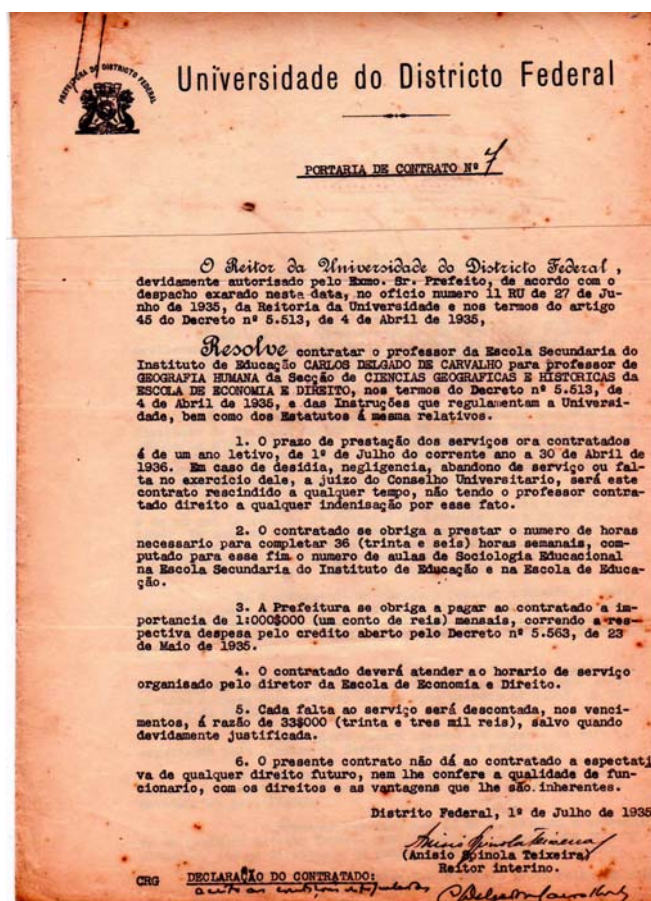 PREFEITURA DO DISTRICTO FEDERAL
Universidade do Districto Federal
PORTARIA DE CONTRATO Nº 7
O Reitor da Universidade do Districto Federal,
devidamente autorisado pelo Exmo. Sr. Prefeito, de acordo com o
despacho exarado nesta data, no oficio numero 11 RU de 27 de Ju-
nho de 1935, da Reitoria da Universidade e nos termos do artigo
45 do Decreto nº 5.513, de 4 de Abril de 1935,
Resolve contratar o professor da Escola Secundaria do
Instituto de Educação CARLOS DELGADO DE CARVALHO para professor de
GEOGRAFIA HUMANA da Secção de CIENCIAS GEOGRAFICAS E HISTORICAS da
ESCOLA DE ECONOMIA E DIREITO, nos termos do Decreto nº 5.513, de
4 de Abril de 1935, e das Instruções que regulamentam a Universi-
dade, bem como dos Estatutos á mesma relativos.
1. O prazo de prestação dos serviços ora contratados
é de um ano letivo, de 1º de Julho do corrente ano a 30 de Abril de
1936. Em caso de desidia, negligencia, abandono de serviço ou fal-
ta no exercicio dele, a juizo do Conselho Universitario, será este
contrato rescindido a qualquer tempo, não tendo o professor contra-
tado direito a qualquer indenisação por esse fato.
2. O contratado se obriga a prestar o numero de horas
necessario para completar 36 (trinta e seis) horas semanais, com-
putado para esse fim o numero de aulas de Sociologia Educacional
na Escola Secundaria do Instituto de Educação e na Escola de Educa-
ção.
3. A Prefeitura se obriga a pagar ao contratado a im-
portancia de 1:000$000 (um conto de reis) mensais, correndo a res-
pectiva despesa pelo credito aberto pelo Decreto nº 5.563, de 23
de Maio de 1935.
4. O contratado deverá atender ao horario de serviço
organisado pelo diretor da Escola de Economia e Direito.
5. Cada falta ao serviço será descontada, nos venci-
mentos, á razão de 33$000 (trinta e tres mil reis), salvo quando
devidamente justificada.
6. O presente contrato não dá ao contratado a espectati
va de qualquer direito futuro, nem lhe confere a qualidade de fun-
cionario, com os direitos e as vantagens que lhe são inherentes.
Distrito Federal, 1º de Julho de 1935
Anisio Spinola Teixeira
(Anisio Spinola Teixeira)
Reitor interino.
CRG DECLARAÇÃO DO CONTRATADO:
aceito as condições estipuladas